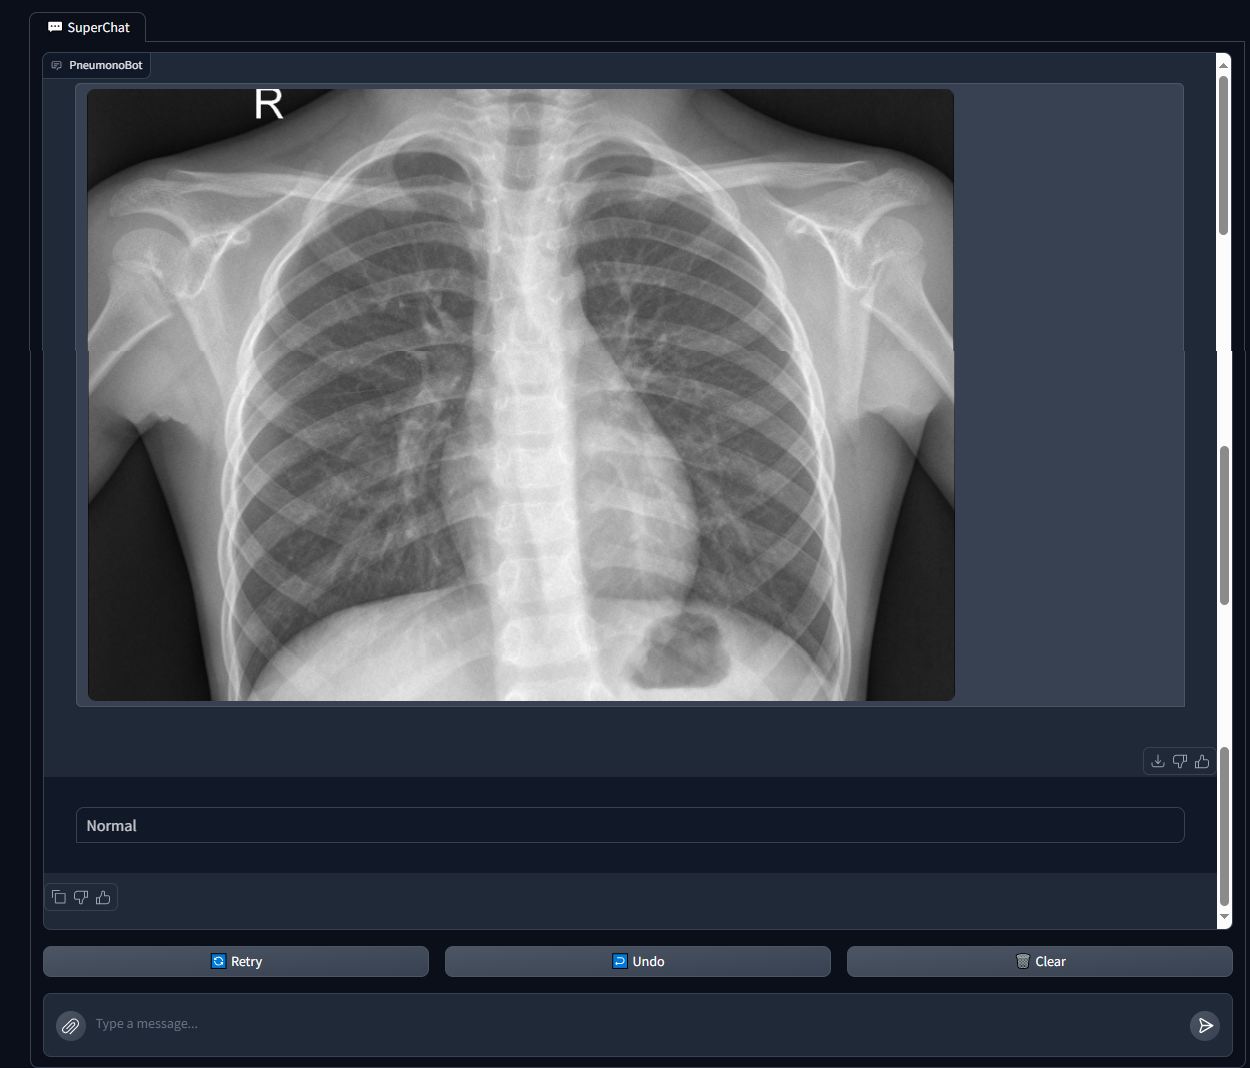 SuperChat
PneumonoBot
R
Normal
Retry
Undo
Clear
Type a message...